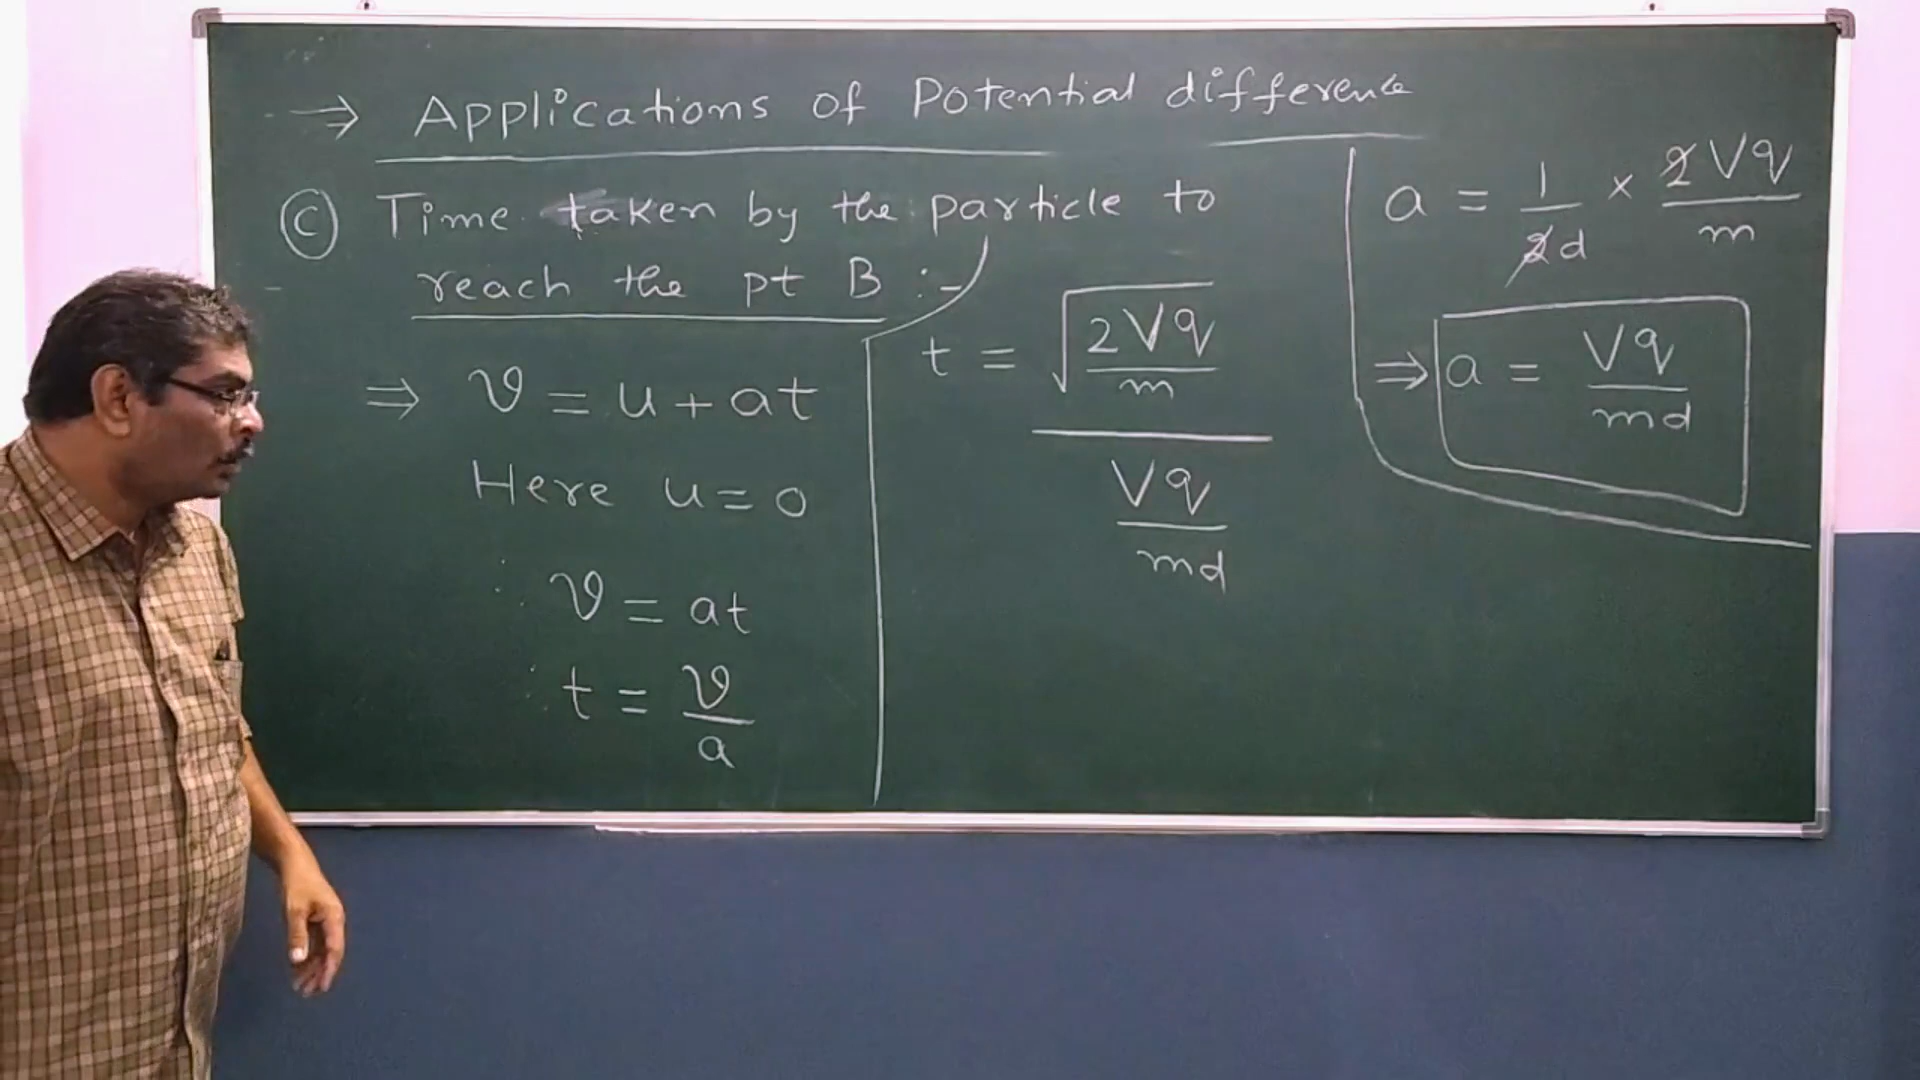 ⇒ Applications of Potential difference
(C) Time taken by the particle to
reach the pt B :-
⇒ v = u + at
Here u = 0
∴ v = at
∴ t = v/a
t = √(2Vq/m) / (Vq/md)
a = 1/2d × 2Vq/m
⇒ a = Vq/md